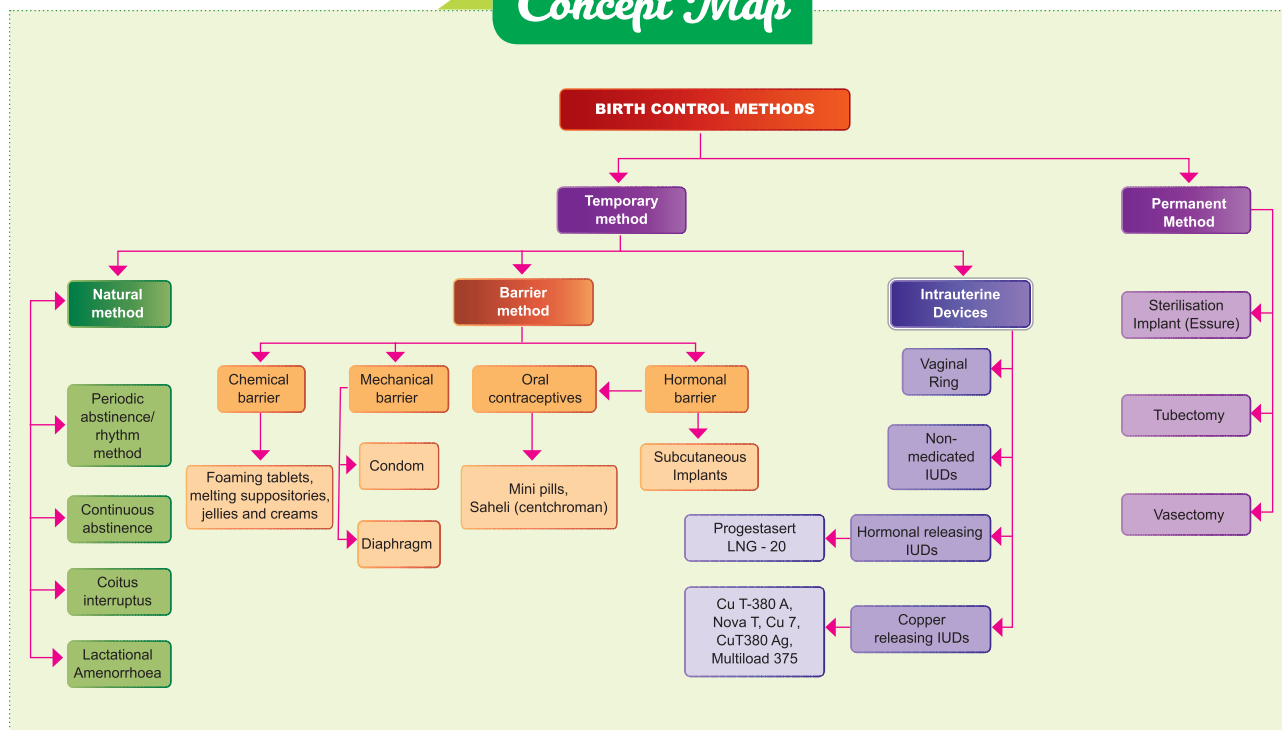 Concept Map
BIRTH CONTROL METHODS
Temporary
method
Permanent
Method
Natural
method
Barrier
method
Intrauterine
Devices
Periodic
abstinence/
rhythm
method
Continuous
abstinence
Coitus
interruptus
Lactational
Amenorrhoea
Chemical
barrier
Foaming tablets,
melting suppositories,
jellies and creams
Mechanical
barrier
Condom
Diaphragm
Oral
contraceptives
Mini pills,
Saheli (centchroman)
Hormonal
barrier
Subcutaneous
Implants
Vaginal
Ring
Non-
medicated
IUDs
Hormonal releasing
IUDs
Progestasert
LNG - 20
Copper
releasing IUDs
Cu T-380 A,
Nova T, Cu 7,
CuT380 Ag,
Multiload 375
Sterilisation
Implant (Essure)
Tubectomy
Vasectomy